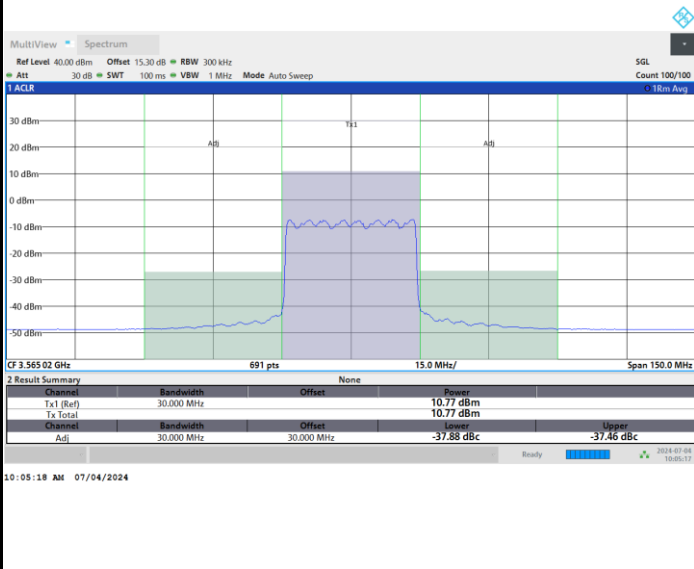 MultiView Spectrum
Ref Level 40.00 dBm Offset 15.30 dB RBW 300 kHz SGL
Att 30 dB SWT 100 ms VBW 1 MHz Mode Auto Sweep Count 100/100
1 ACLR 1Rm Avg
30 dBm
Tx1
20 dBm
Adj Adj
10 dBm
0 dBm
-10 dBm
-20 dBm
-30 dBm
-40 dBm
-50 dBm
CF 3.565 02 GHz 691 pts 15.0 MHz/ Span 150.0 MHz
2 Result Summary None
Channel Bandwidth Offset Power
Tx1 (Ref) 30.000 MHz 10.77 dBm
Tx Total 10.77 dBm
Channel Bandwidth Offset Lower Upper
Adj 30.000 MHz 30.000 MHz -37.88 dBc -37.46 dBc
Ready
10:05:17
10:05:18 AM 07/04/2024